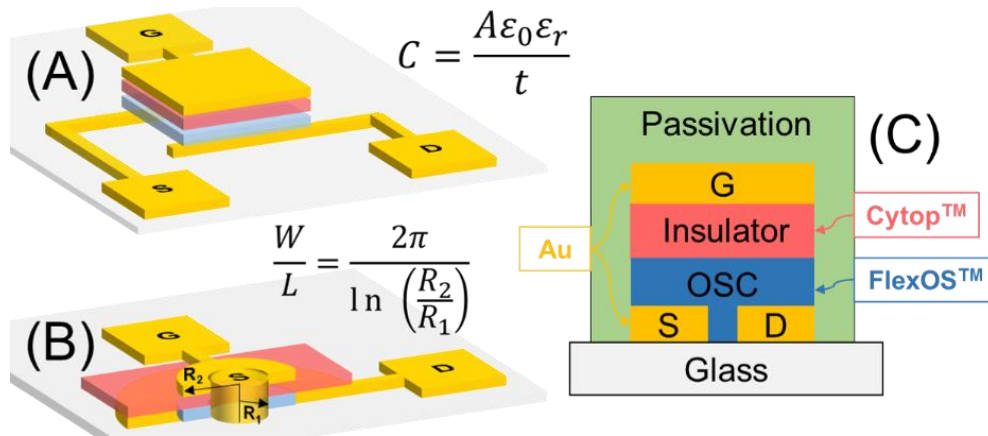 (A)
G
S
D
C = Aε₀εᵣ / t
W / L = 2π / ln (R₂ / R₁)
(B)
G
R₂
S
R₁
D
(C)
Passivation
G
Insulator
OSC
S D
Glass
Au
Cytop™
FlexOS™